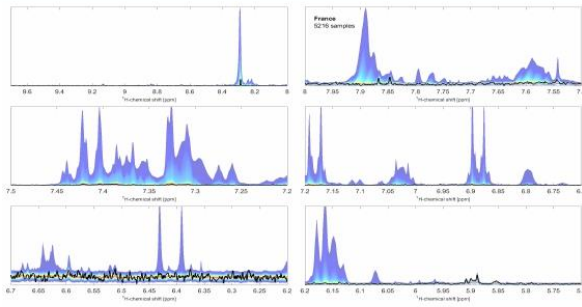 9.6 9.4 9.2 9 8.8 8.6 8.4 8.2 8
¹H-chemical shift [ppm]
France
5216 samples
8 7.95 7.9 7.85 7.8 7.75 7.7 7.65 7.6 7.55
¹H-chemical shift [ppm]
7.5 7.45 7.4 7.35 7.3 7.25 7.2
¹H-chemical shift [ppm]
7.2 7.15 7.1 7.05 7 6.95 6.9 6.85 6.8 6.75
¹H-chemical shift [ppm]
6.7 6.65 6.6 6.55 6.5 6.45 6.4 6.35 6.3 6.25 6.2
¹H-chemical shift [ppm]
6.2 6.15 6.1 6.05 6 5.95 5.9 5.85 5.8 5.75
¹H-chemical shift [ppm]